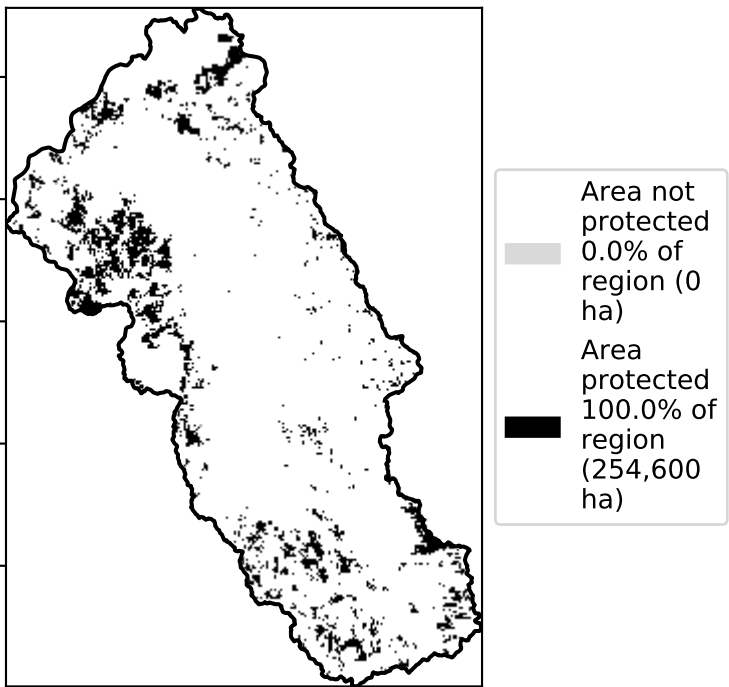 Area not
protected
0.0% of
region (0
ha)
Area
protected
100.0% of
region
(254,600
ha)